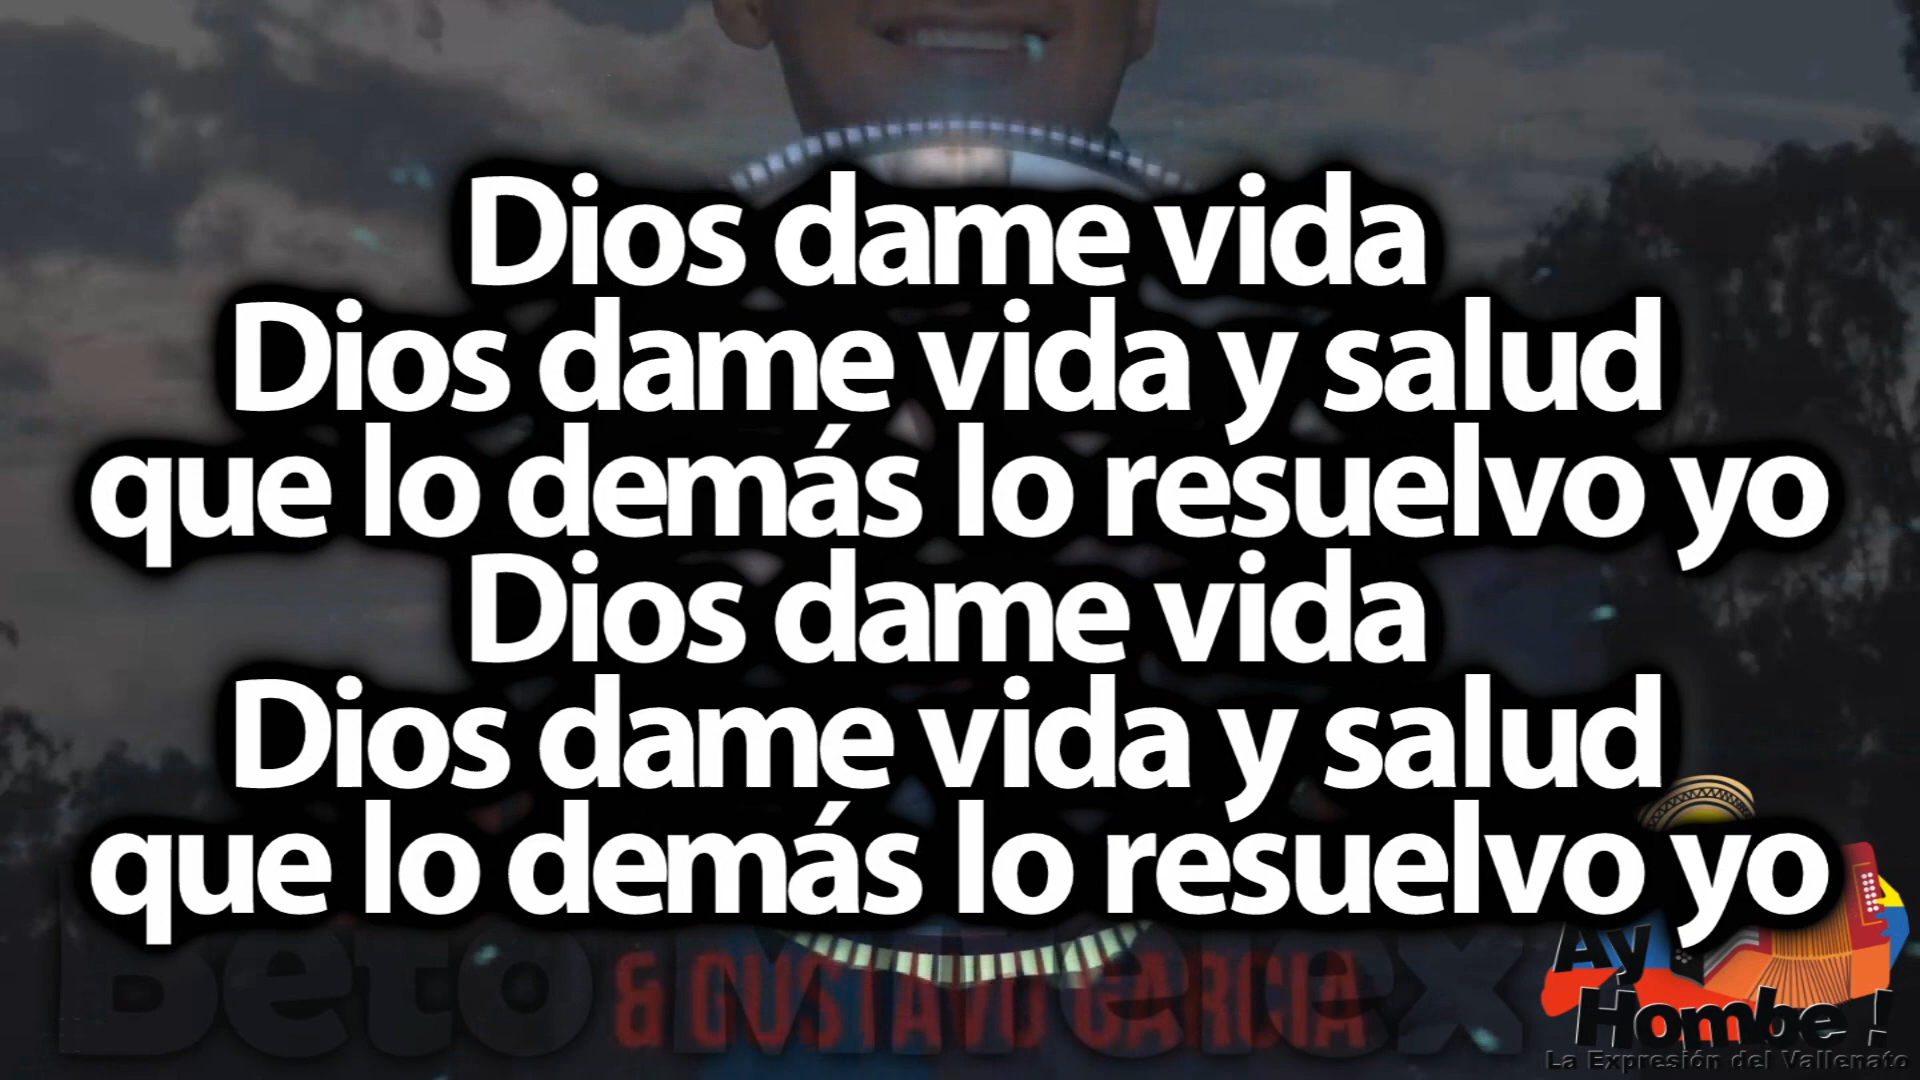 Dios dame vida
Dios dame vida y salud
que lo demás lo resuelvo yo
Dios dame vida
Dios dame vida y salud
que lo demás lo resuelvo yo
Beto
& GUSTAVO GARCIA
Ay
Hombe !
La Expresión del Vallenato